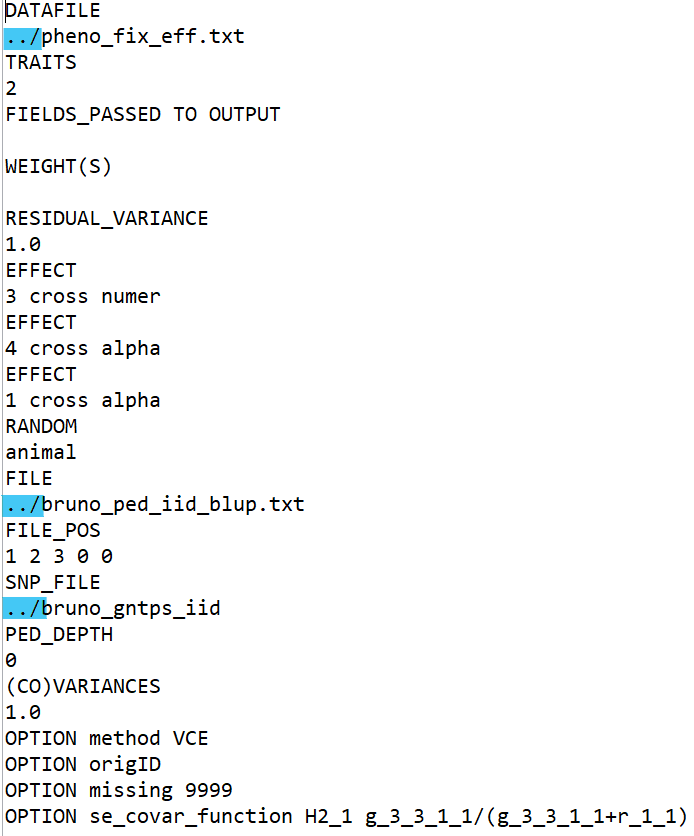 DATAFILE
../pheno_fix_eff.txt
TRAITS
2
FIELDS_PASSED TO OUTPUT
WEIGHT(S)
RESIDUAL_VARIANCE
1.0
EFFECT
3 cross numer
EFFECT
4 cross alpha
EFFECT
1 cross alpha
RANDOM
animal
FILE
../bruno_ped_iid_blup.txt
FILE_POS
1 2 3 0 0
SNP_FILE
../bruno_gntps_iid
PED_DEPTH
0
(CO)VARIANCES
1.0
OPTION method VCE
OPTION origID
OPTION missing 9999
OPTION se_covar_function H2_1 g_3_3_1_1/(g_3_3_1_1+r_1_1)